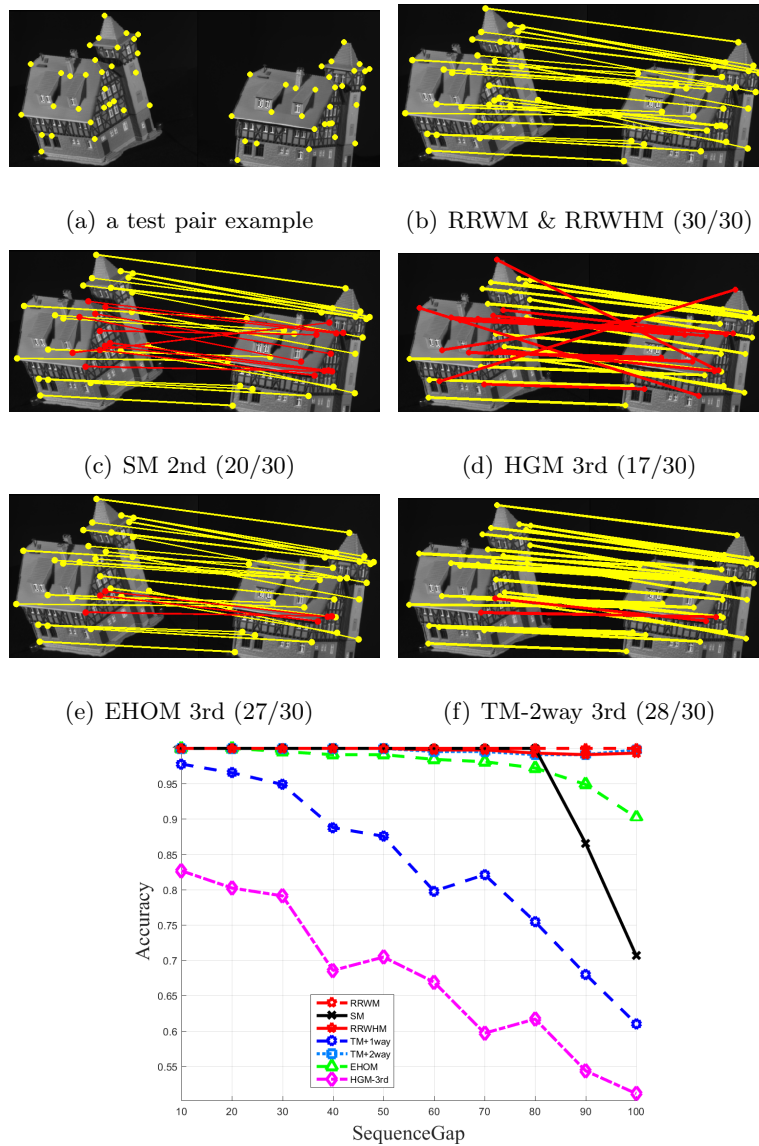 (a) a test pair example
(b) RRWM & RRWHM (30/30)
(c) SM 2nd (20/30)
(d) HGM 3rd (17/30)
(e) EHOM 3rd (27/30)
(f) TM-2way 3rd (28/30)
0.95
0.9
0.85
0.8
0.75
0.7
0.65
0.6
0.55
Accuracy
RRWM
SM
RRWHM
TM+1way
TM+2way
EHOM
HGM-3rd
10 20 30 40 50 60 70 80 90 100
SequenceGap